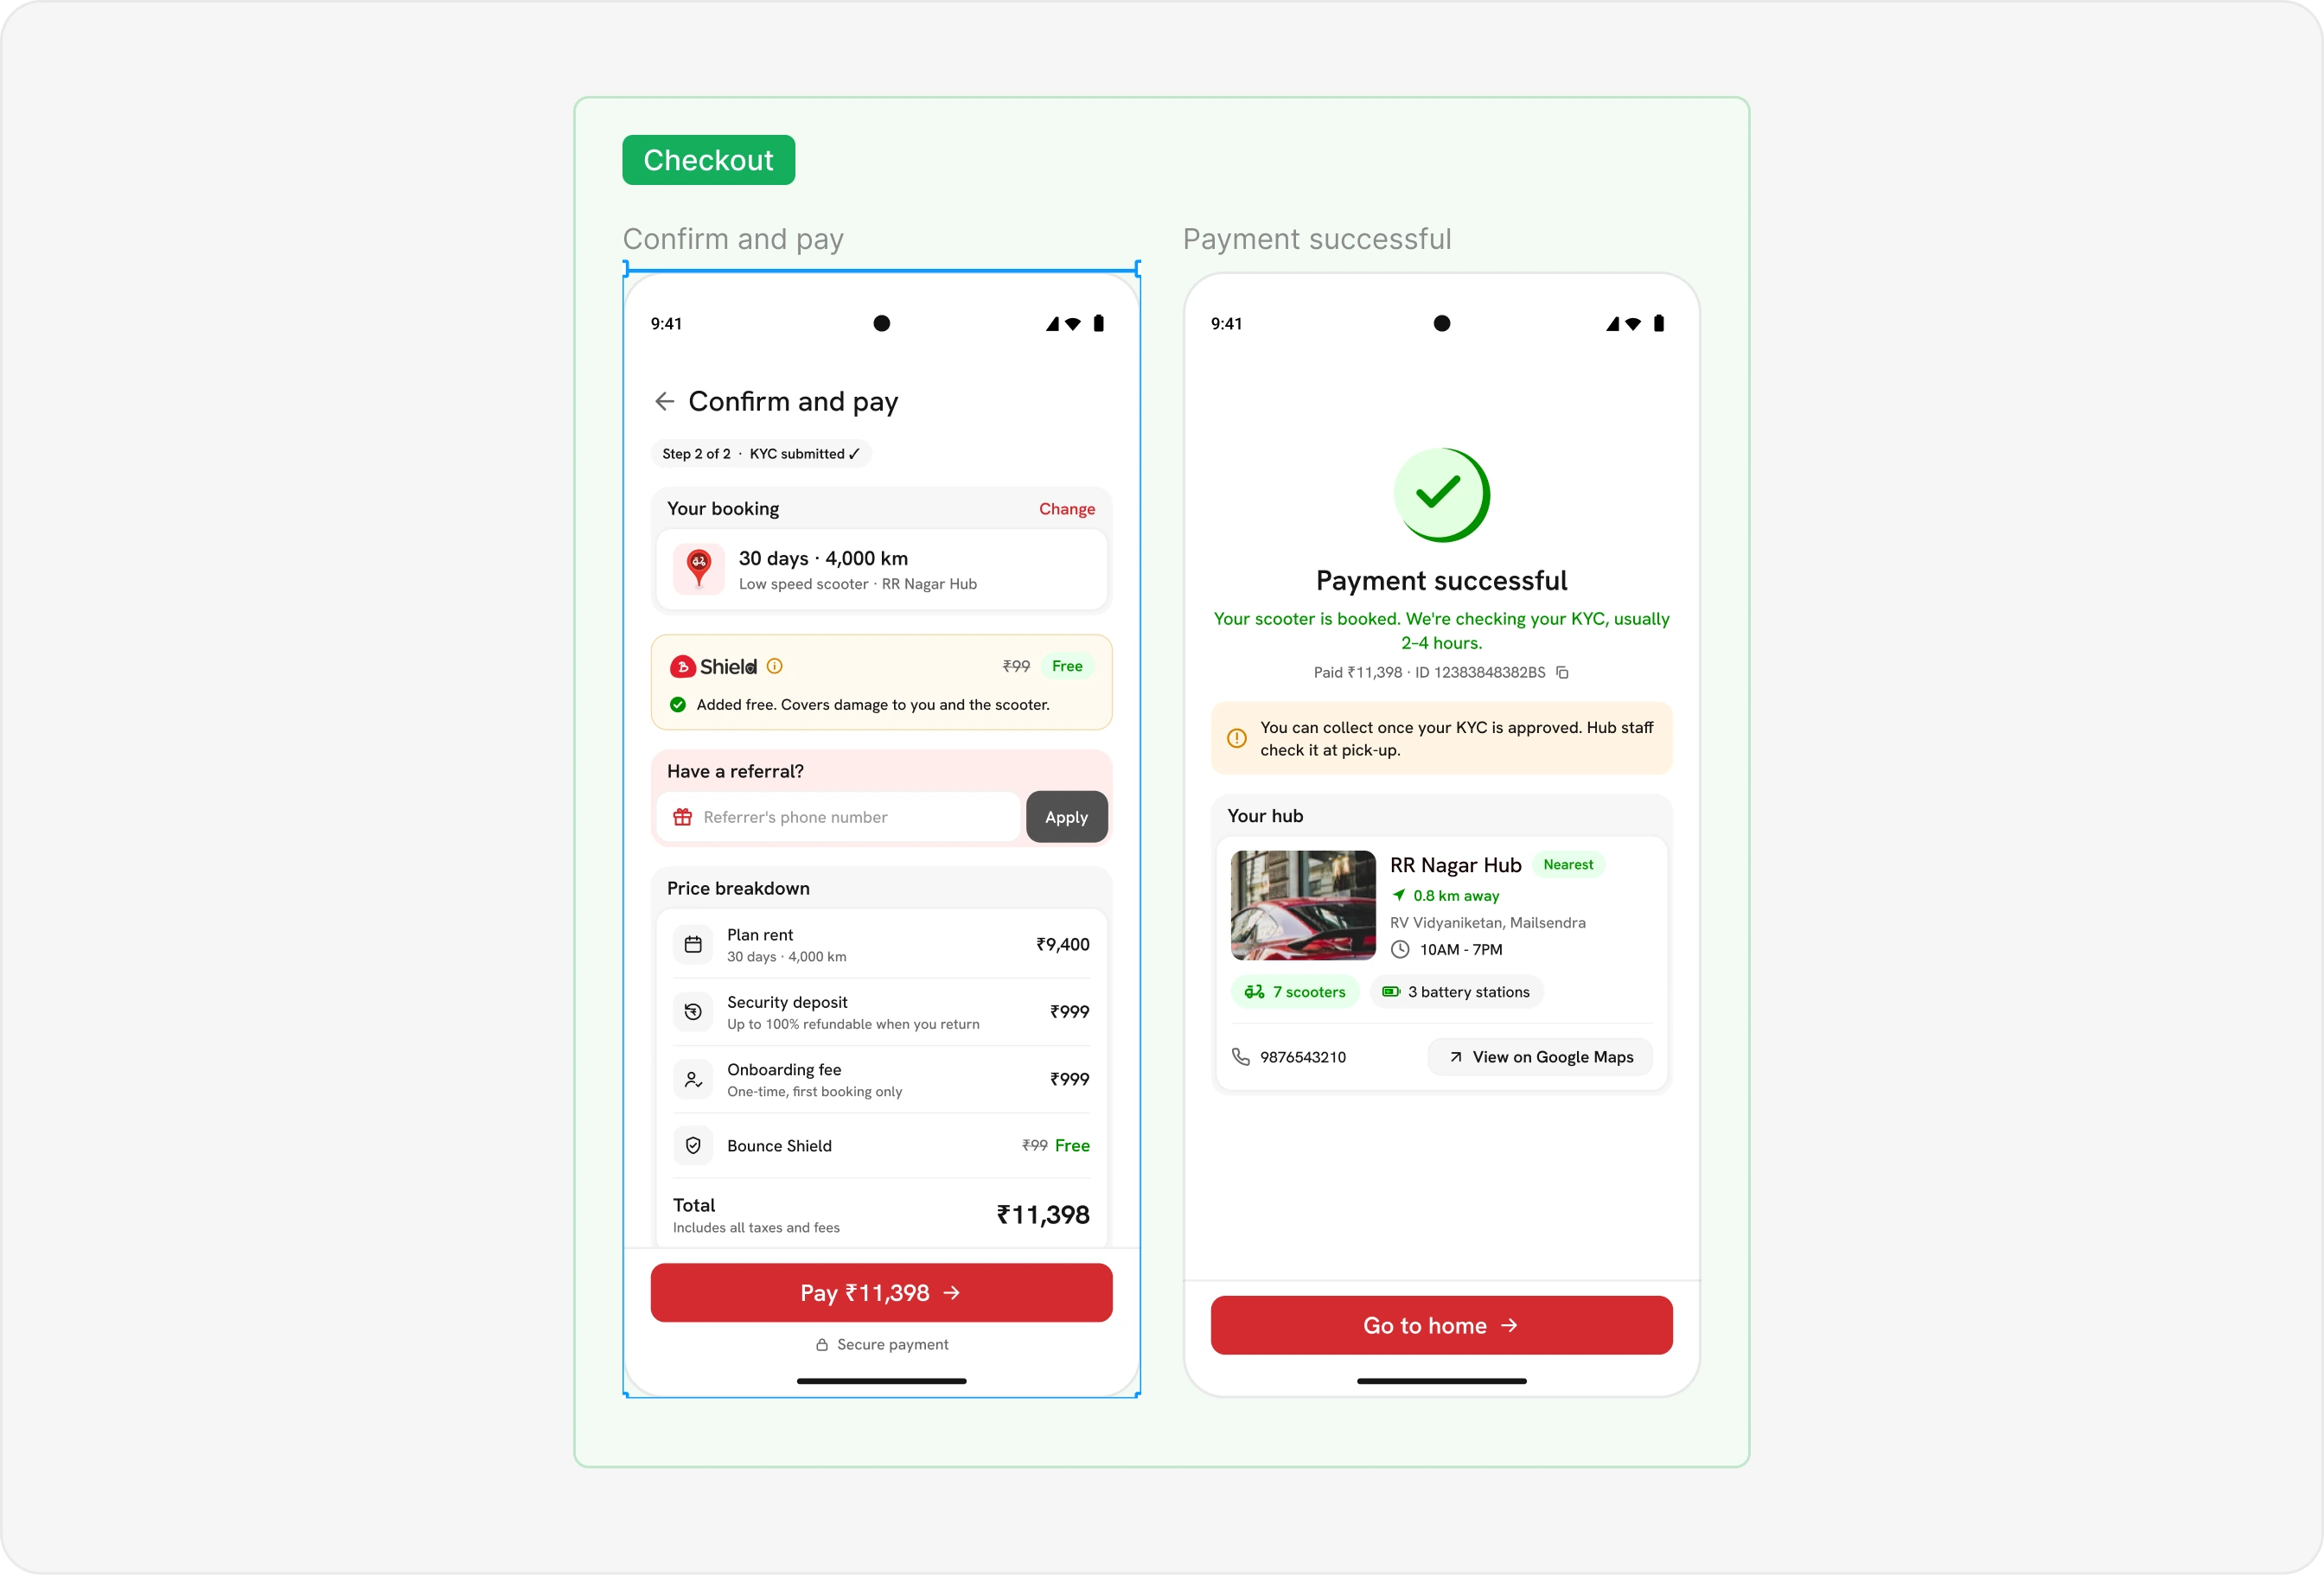 Checkout
Confirm and pay
9:41
Confirm and pay
Step 2 of 2 · KYC submitted ✓
Your booking
Change
30 days · 4,000 km
Low speed scooter · RR Nagar Hub
Shield
₹99
Free
Added free. Covers damage to you and the scooter.
Have a referral?
Referrer's phone number
Apply
Price breakdown
Plan rent
30 days · 4,000 km
₹9,400
Security deposit
Up to 100% refundable when you return
₹999
Onboarding fee
One-time, first booking only
₹999
Bounce Shield
₹99 Free
Total
Includes all taxes and fees
₹11,398
Pay ₹11,398 →
Secure payment
Payment successful
9:41
Payment successful
Your scooter is booked. We're checking your KYC, usually
2–4 hours.
Paid ₹11,398 · ID 12383848382BS
You can collect once your KYC is approved. Hub staff
check it at pick-up.
Your hub
RR Nagar Hub
Nearest
0.8 km away
RV Vidyaniketan, Mailsendra
10AM - 7PM
7 scooters
3 battery stations
9876543210
View on Google Maps
Go to home →